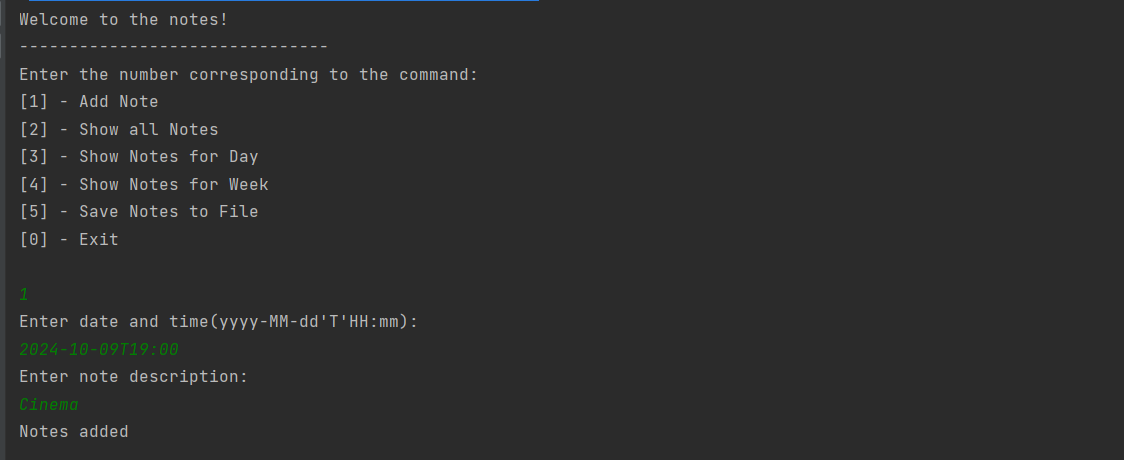 Welcome to the notes!
-------------------------------
Enter the number corresponding to the command:
[1] - Add Note
[2] - Show all Notes
[3] - Show Notes for Day
[4] - Show Notes for Week
[5] - Save Notes to File
[0] - Exit
1
Enter date and time(yyyy-MM-dd'T'HH:mm):
2024-10-09T19:00
Enter note description:
Cinema
Notes added